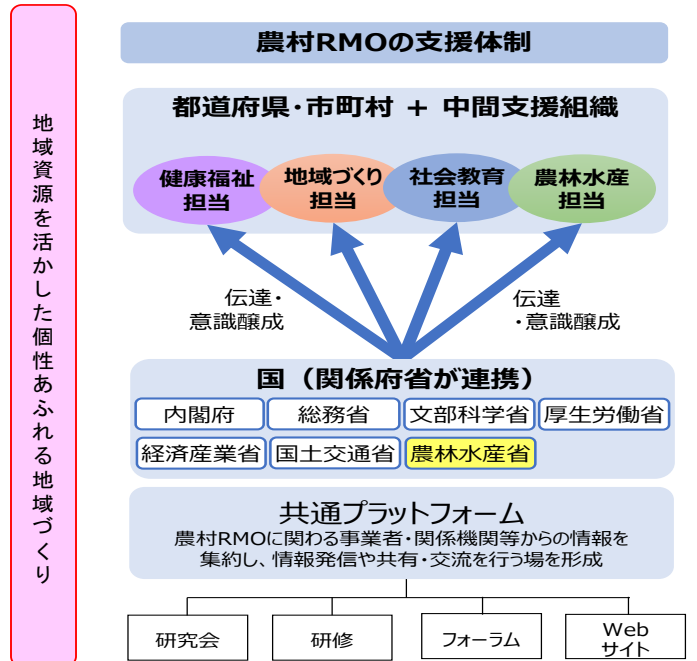 農村RMOの支援体制
地域資源を活かした個性あふれる地域づくり
都道府県・市町村 + 中間支援組織
健康福祉
担当
地域づくり
担当
社会教育
担当
農林水産
担当
伝達・
意識醸成
伝達
・意識醸成
国（関係府省が連携）
内閣府
総務省
文部科学省
厚生労働省
経済産業省
国土交通省
農林水産省
共通プラットフォーム
農村RMOに関わる事業者・関係機関等からの情報を
集約し、情報発信や共有・交流を行う場を形成
研究会
研修
フォーラム
Web
サイト